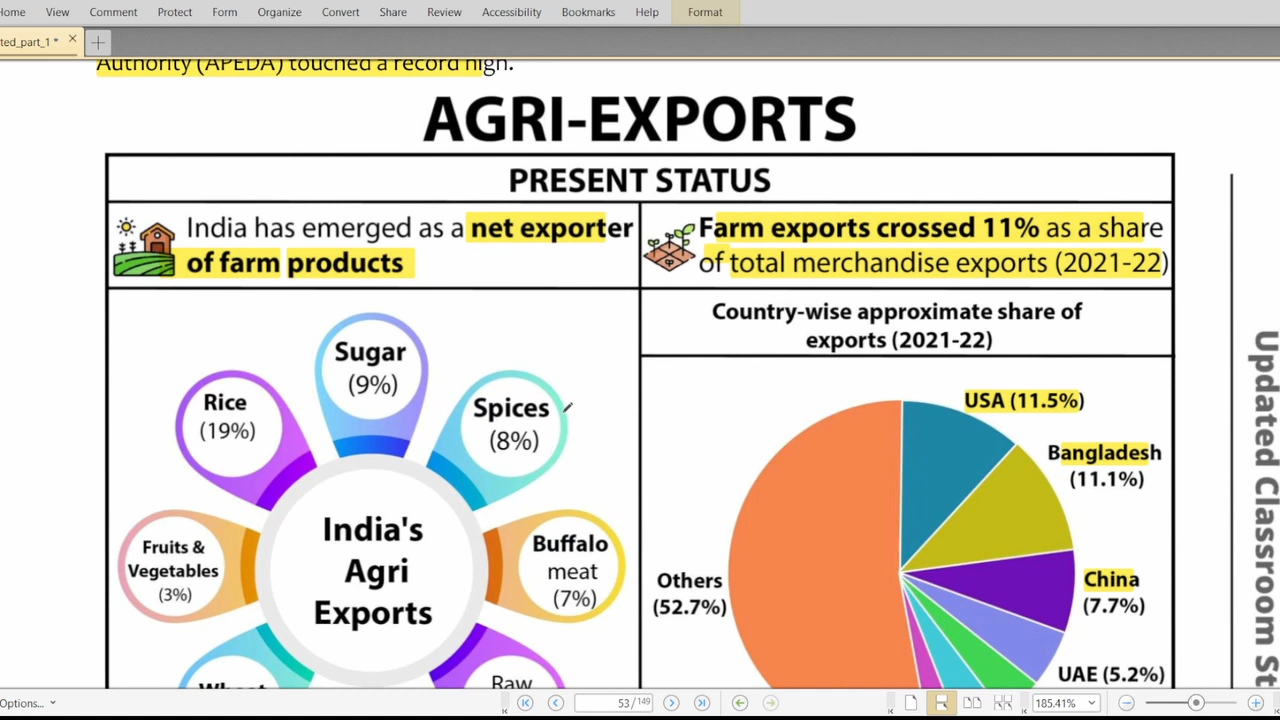 Home View Comment Protect Form Organize Convert Share Review Accessibility Bookmarks Help Format
ted_part_1 *
Authority (APEDA) touched a record high.
AGRI-EXPORTS
PRESENT STATUS
India has emerged as a net exporter
of farm products
Farm exports crossed 11% as a share
of total merchandise exports (2021-22)
Sugar
(9%)
Rice
(19%)
Spices
(8%)
Fruits &
Vegetables
(3%)
India's
Agri
Exports
Buffalo
meat
(7%)
Wheat
Raw
Country-wise approximate share of
exports (2021-22)
USA (11.5%)
Bangladesh
(11.1%)
China
(7.7%)
UAE (5.2%)
Others
(52.7%)
Updated Classroom St
Options...
53 / 149
185.41%